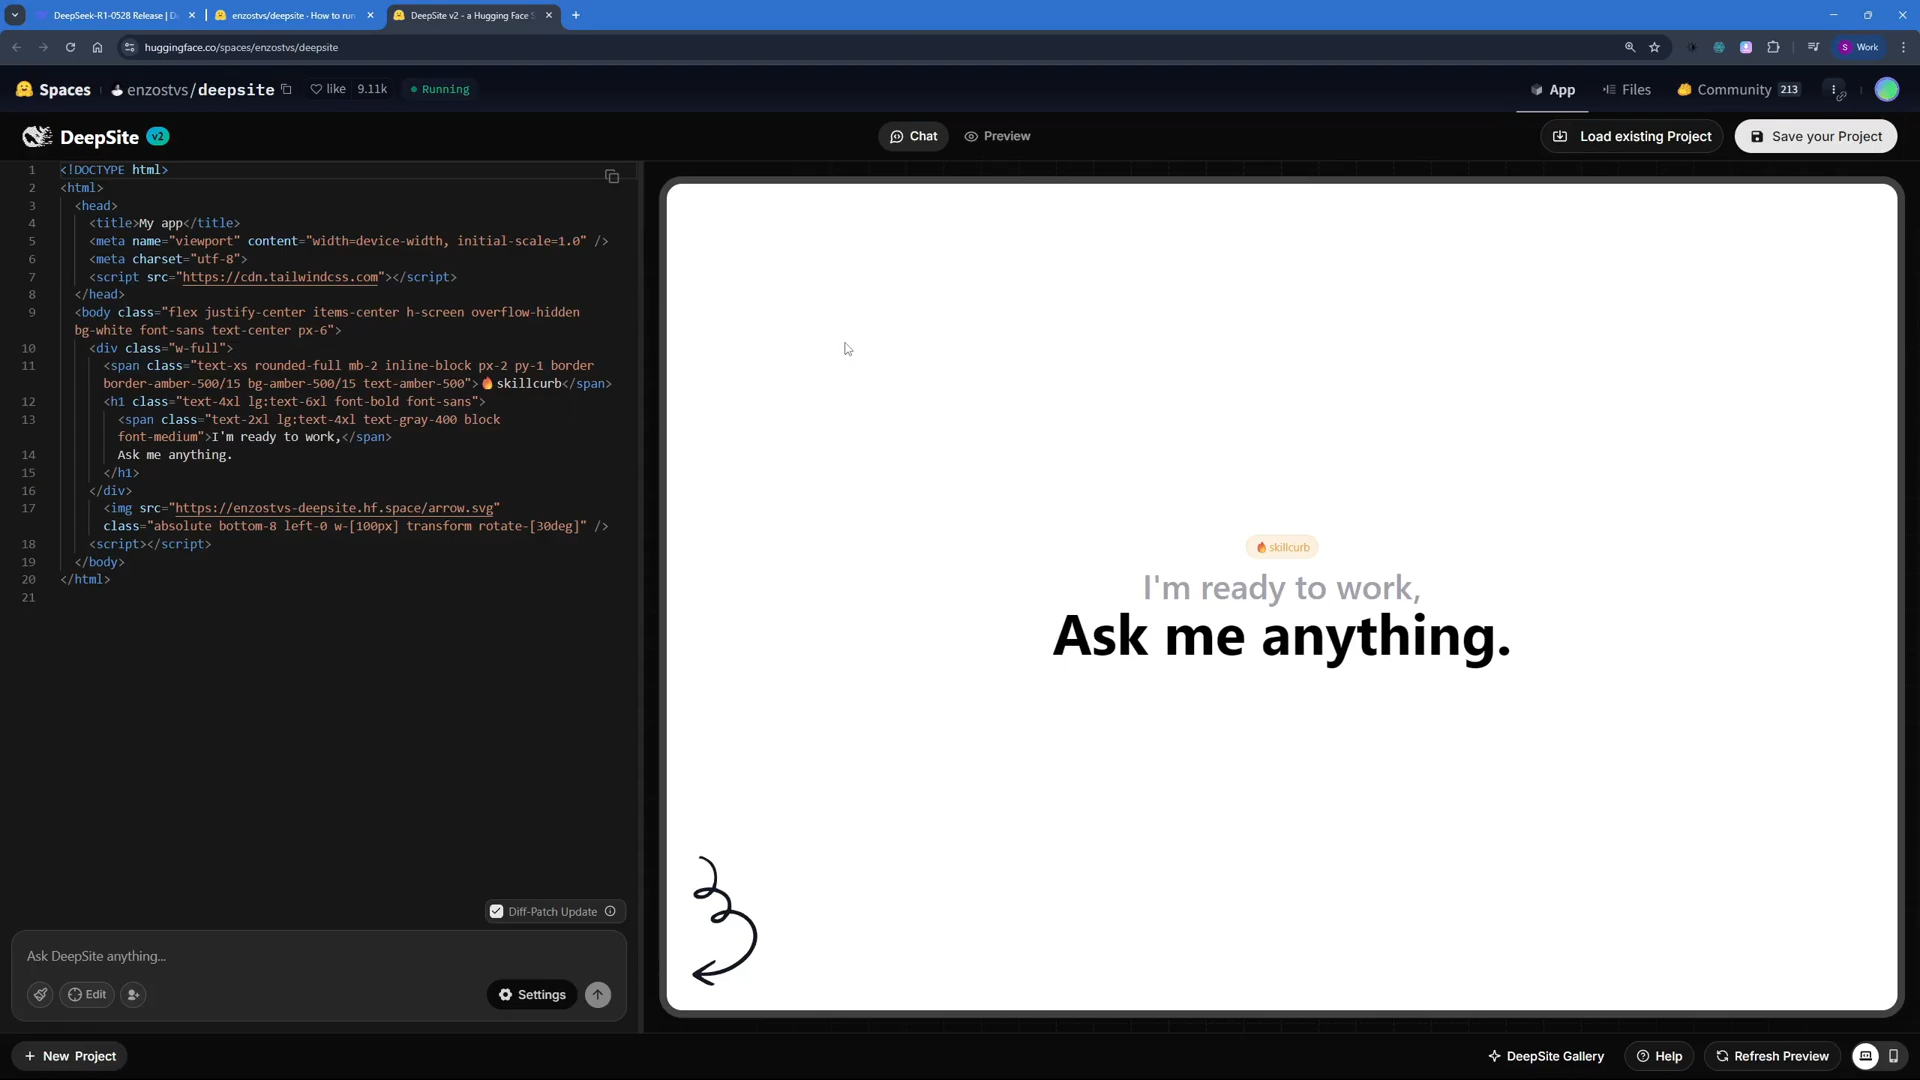 DeepSeek-R1-0528 Release | D
enzostvs/deepsite · How to run
DeepSite v2 - a Hugging Face S
huggingface.co/spaces/enzostvs/deepsite
S Work
Spaces enzostvs/deepsite like 9.11k Running
App Files Community 213
DeepSite v2
Chat Preview
Load existing Project Save your Project
1 <!DOCTYPE html>
2 <html>
3 <head>
4 <title>My app</title>
5 <meta name="viewport" content="width=device-width, initial-scale=1.0" />
6 <meta charset="utf-8">
7 <script src="https://cdn.tailwindcss.com"></script>
8 </head>
9 <body class="flex justify-center items-center h-screen overflow-hidden
bg-white font-sans text-center px-6">
10 <div class="w-full">
11 <span class="text-xs rounded-full mb-2 inline-block px-2 py-1 border
border-amber-500/15 bg-amber-500/15 text-amber-500">🔥skillcurb</span>
12 <h1 class="text-4xl lg:text-6xl font-bold font-sans">
13 <span class="text-2xl lg:text-4xl text-gray-400 block
font-medium">I'm ready to work,</span>
14 Ask me anything.
15 </h1>
16 </div>
17 <img src="https://enzostvs-deepsite.hf.space/arrow.svg"
class="absolute bottom-8 left-0 w-[100px] transform rotate-[30deg]" />
18 <script></script>
19 </body>
20 </html>
21
🔥skillcurb
I'm ready to work,
Ask me anything.
Diff-Patch Update
Ask DeepSite anything...
Edit Settings
+ New Project
DeepSite Gallery Help Refresh Preview